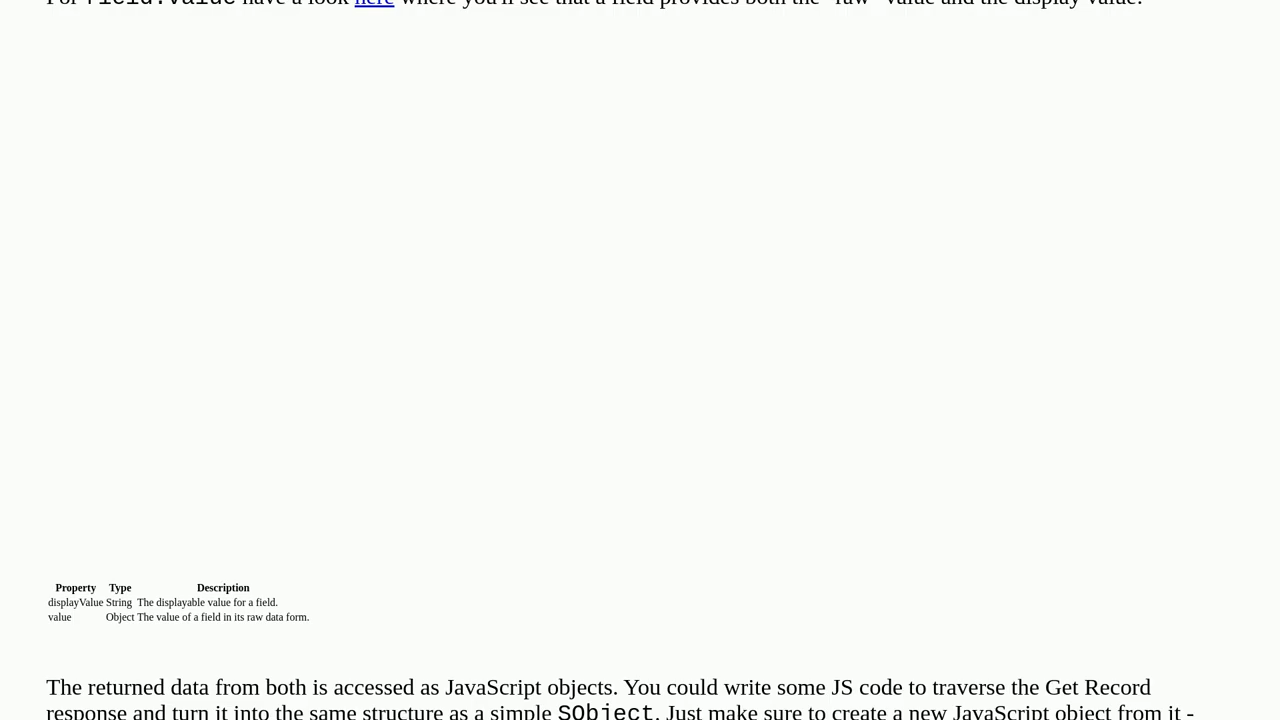 For field.value have a look here where you'll see that a field provides both the "raw" value and the display value.
Property Type Description
displayValue String The displayable value for a field.
value Object The value of a field in its raw data form.
The returned data from both is accessed as JavaScript objects. You could write some JS code to traverse the Get Record
response and turn it into the same structure as a simple SObject. Just make sure to create a new JavaScript object from it -